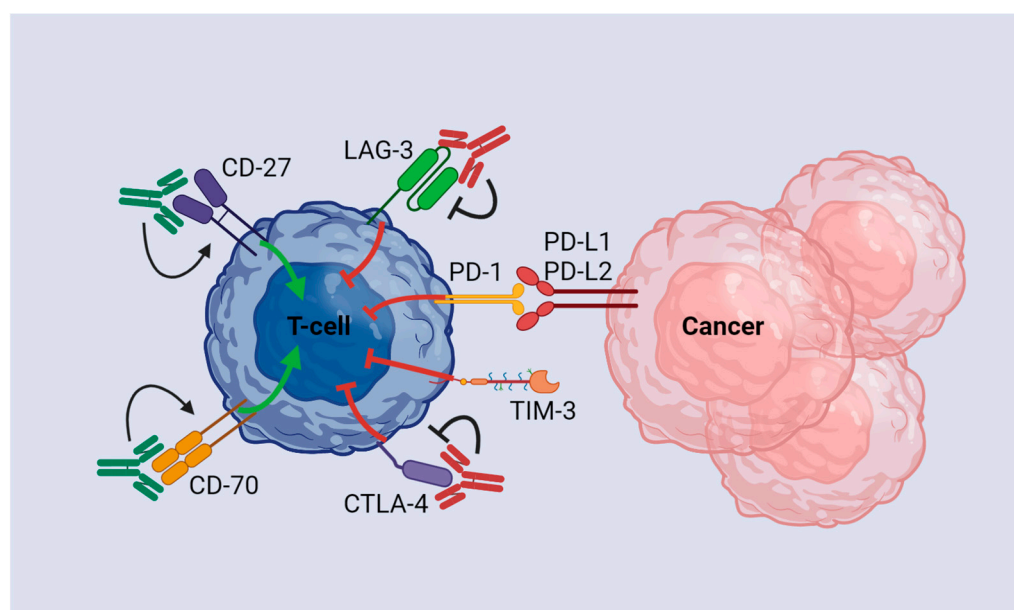 LAG-3
CD-27
PD-L1
PD-1
PD-L2
T-cell
Cancer
TIM-3
CD-70
CTLA-4